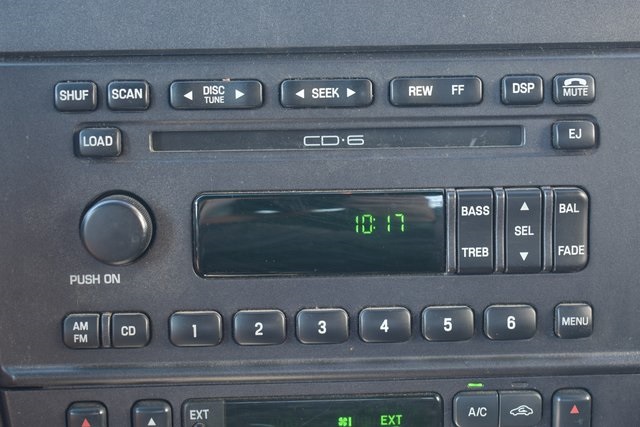 SHUF SCAN DISC TUNE SEEK REW FF DSP MUTE
LOAD CD·6 EJ
10:17
BASS TREB SEL BAL FADE
PUSH ON
AM FM CD 1 2 3 4 5 6 MENU
EXT EXT A/C